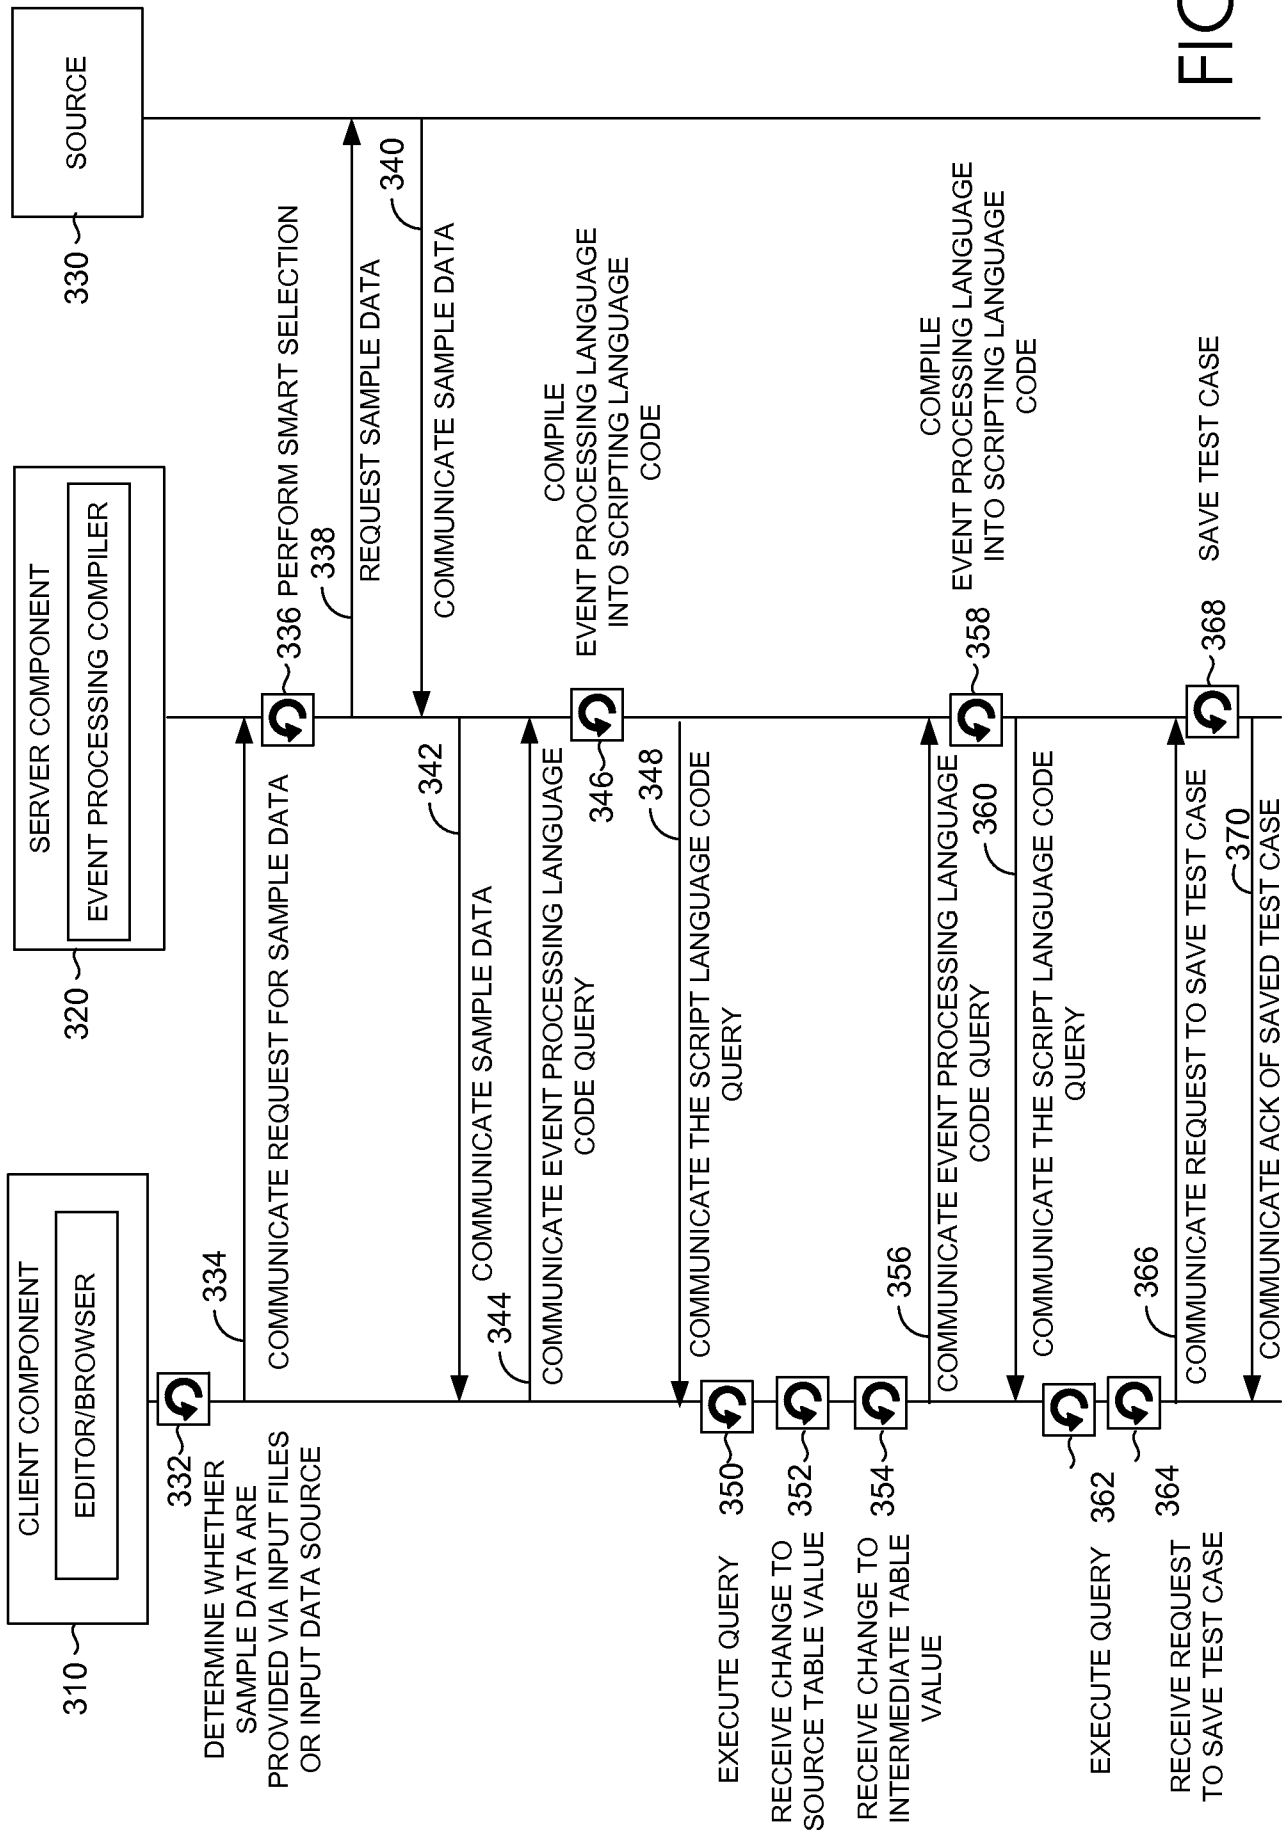 CLIENT COMPONENT
EDITOR/BROWSER
310
SERVER COMPONENT
EVENT PROCESSING COMPILER
320
SOURCE
330
332
DETERMINE WHETHER
SAMPLE DATA ARE
PROVIDED VIA INPUT FILES
OR INPUT DATA SOURCE
334
COMMUNICATE REQUEST FOR SAMPLE DATA
336 PERFORM SMART SELECTION
338
REQUEST SAMPLE DATA
340
COMMUNICATE SAMPLE DATA
342
COMMUNICATE SAMPLE DATA
344
COMMUNICATE EVENT PROCESSING LANGUAGE
CODE QUERY
346
COMPILE
EVENT PROCESSING LANGUAGE
INTO SCRIPTING LANGUAGE
CODE
348
COMMUNICATE THE SCRIPT LANGUAGE CODE
QUERY
350
EXECUTE QUERY
352
RECEIVE CHANGE TO
SOURCE TABLE VALUE
354
RECEIVE CHANGE TO
INTERMEDIATE TABLE
VALUE
356
COMMUNICATE EVENT PROCESSING LANGUAGE
CODE QUERY
358
COMPILE
EVENT PROCESSING LANGUAGE
INTO SCRIPTING LANGUAGE
CODE
360
COMMUNICATE THE SCRIPT LANGUAGE CODE
QUERY
EXECUTE QUERY 362
364
RECEIVE REQUEST
TO SAVE TEST CASE
366
COMMUNICATE REQUEST TO SAVE TEST CASE
368
SAVE TEST CASE
370
COMMUNICATE ACK OF SAVED TEST CASE